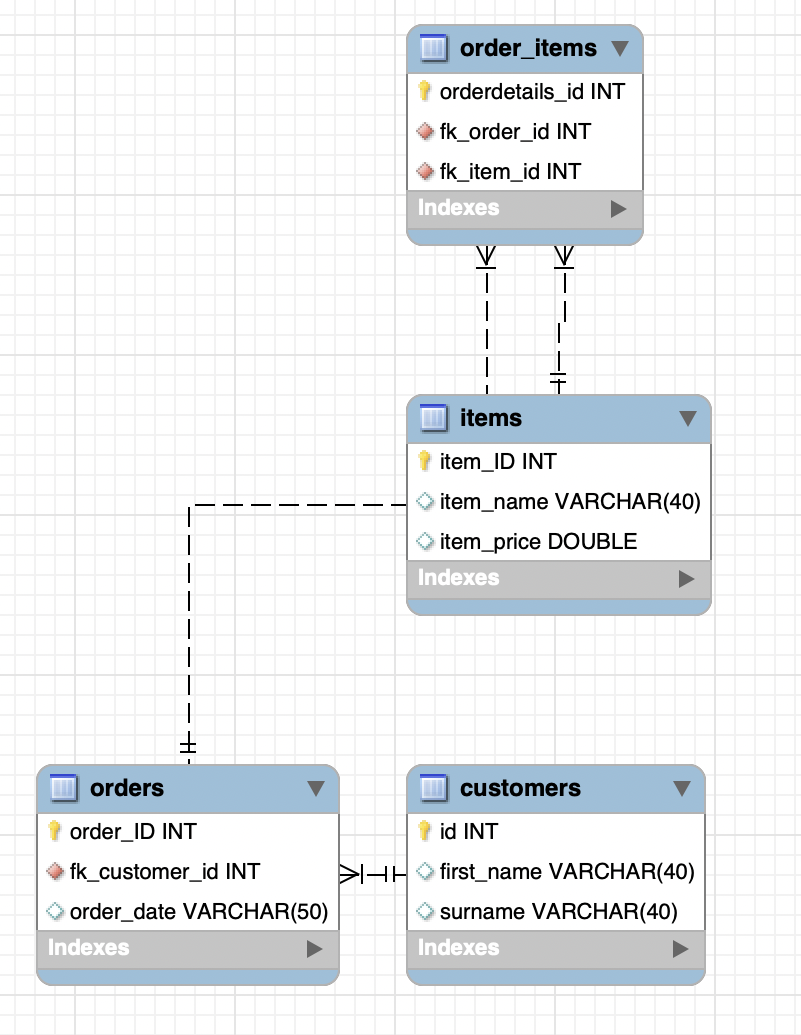 order_items
orderdetails_id INT
fk_order_id INT
fk_item_id INT
Indexes
items
item_ID INT
item_name VARCHAR(40)
item_price DOUBLE
Indexes
orders
order_ID INT
fk_customer_id INT
order_date VARCHAR(50)
Indexes
customers
id INT
first_name VARCHAR(40)
surname VARCHAR(40)
Indexes